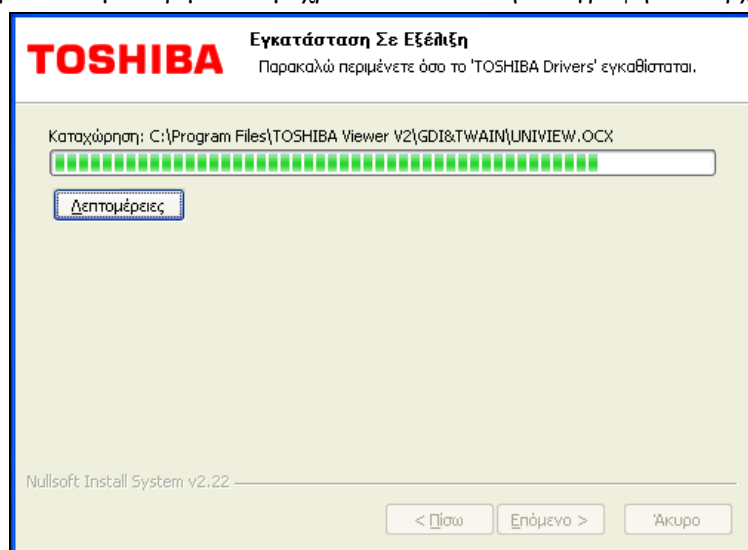 TOSHIBA
Εγκατάσταση Σε Εξέλιξη
Παρακαλώ περιμένετε όσο το 'TOSHIBA Drivers' εγκαθίσταται.
Καταχώρηση: C:\Program Files\TOSHIBA Viewer V2\GDI&TWAIN\UNIVIEW.OCX
Λεπτομέρειες
Nullsoft Install System v2.22
< Πίσω Επόμενο > Άκυρο